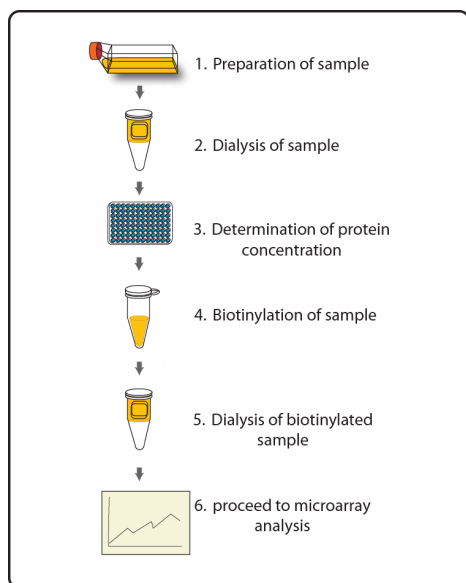 1. Preparation of sample
2. Dialysis of sample
3. Determination of protein
concentration
4. Biotinylation of sample
5. Dialysis of biotinylated
sample
6. proceed to microarray
analysis